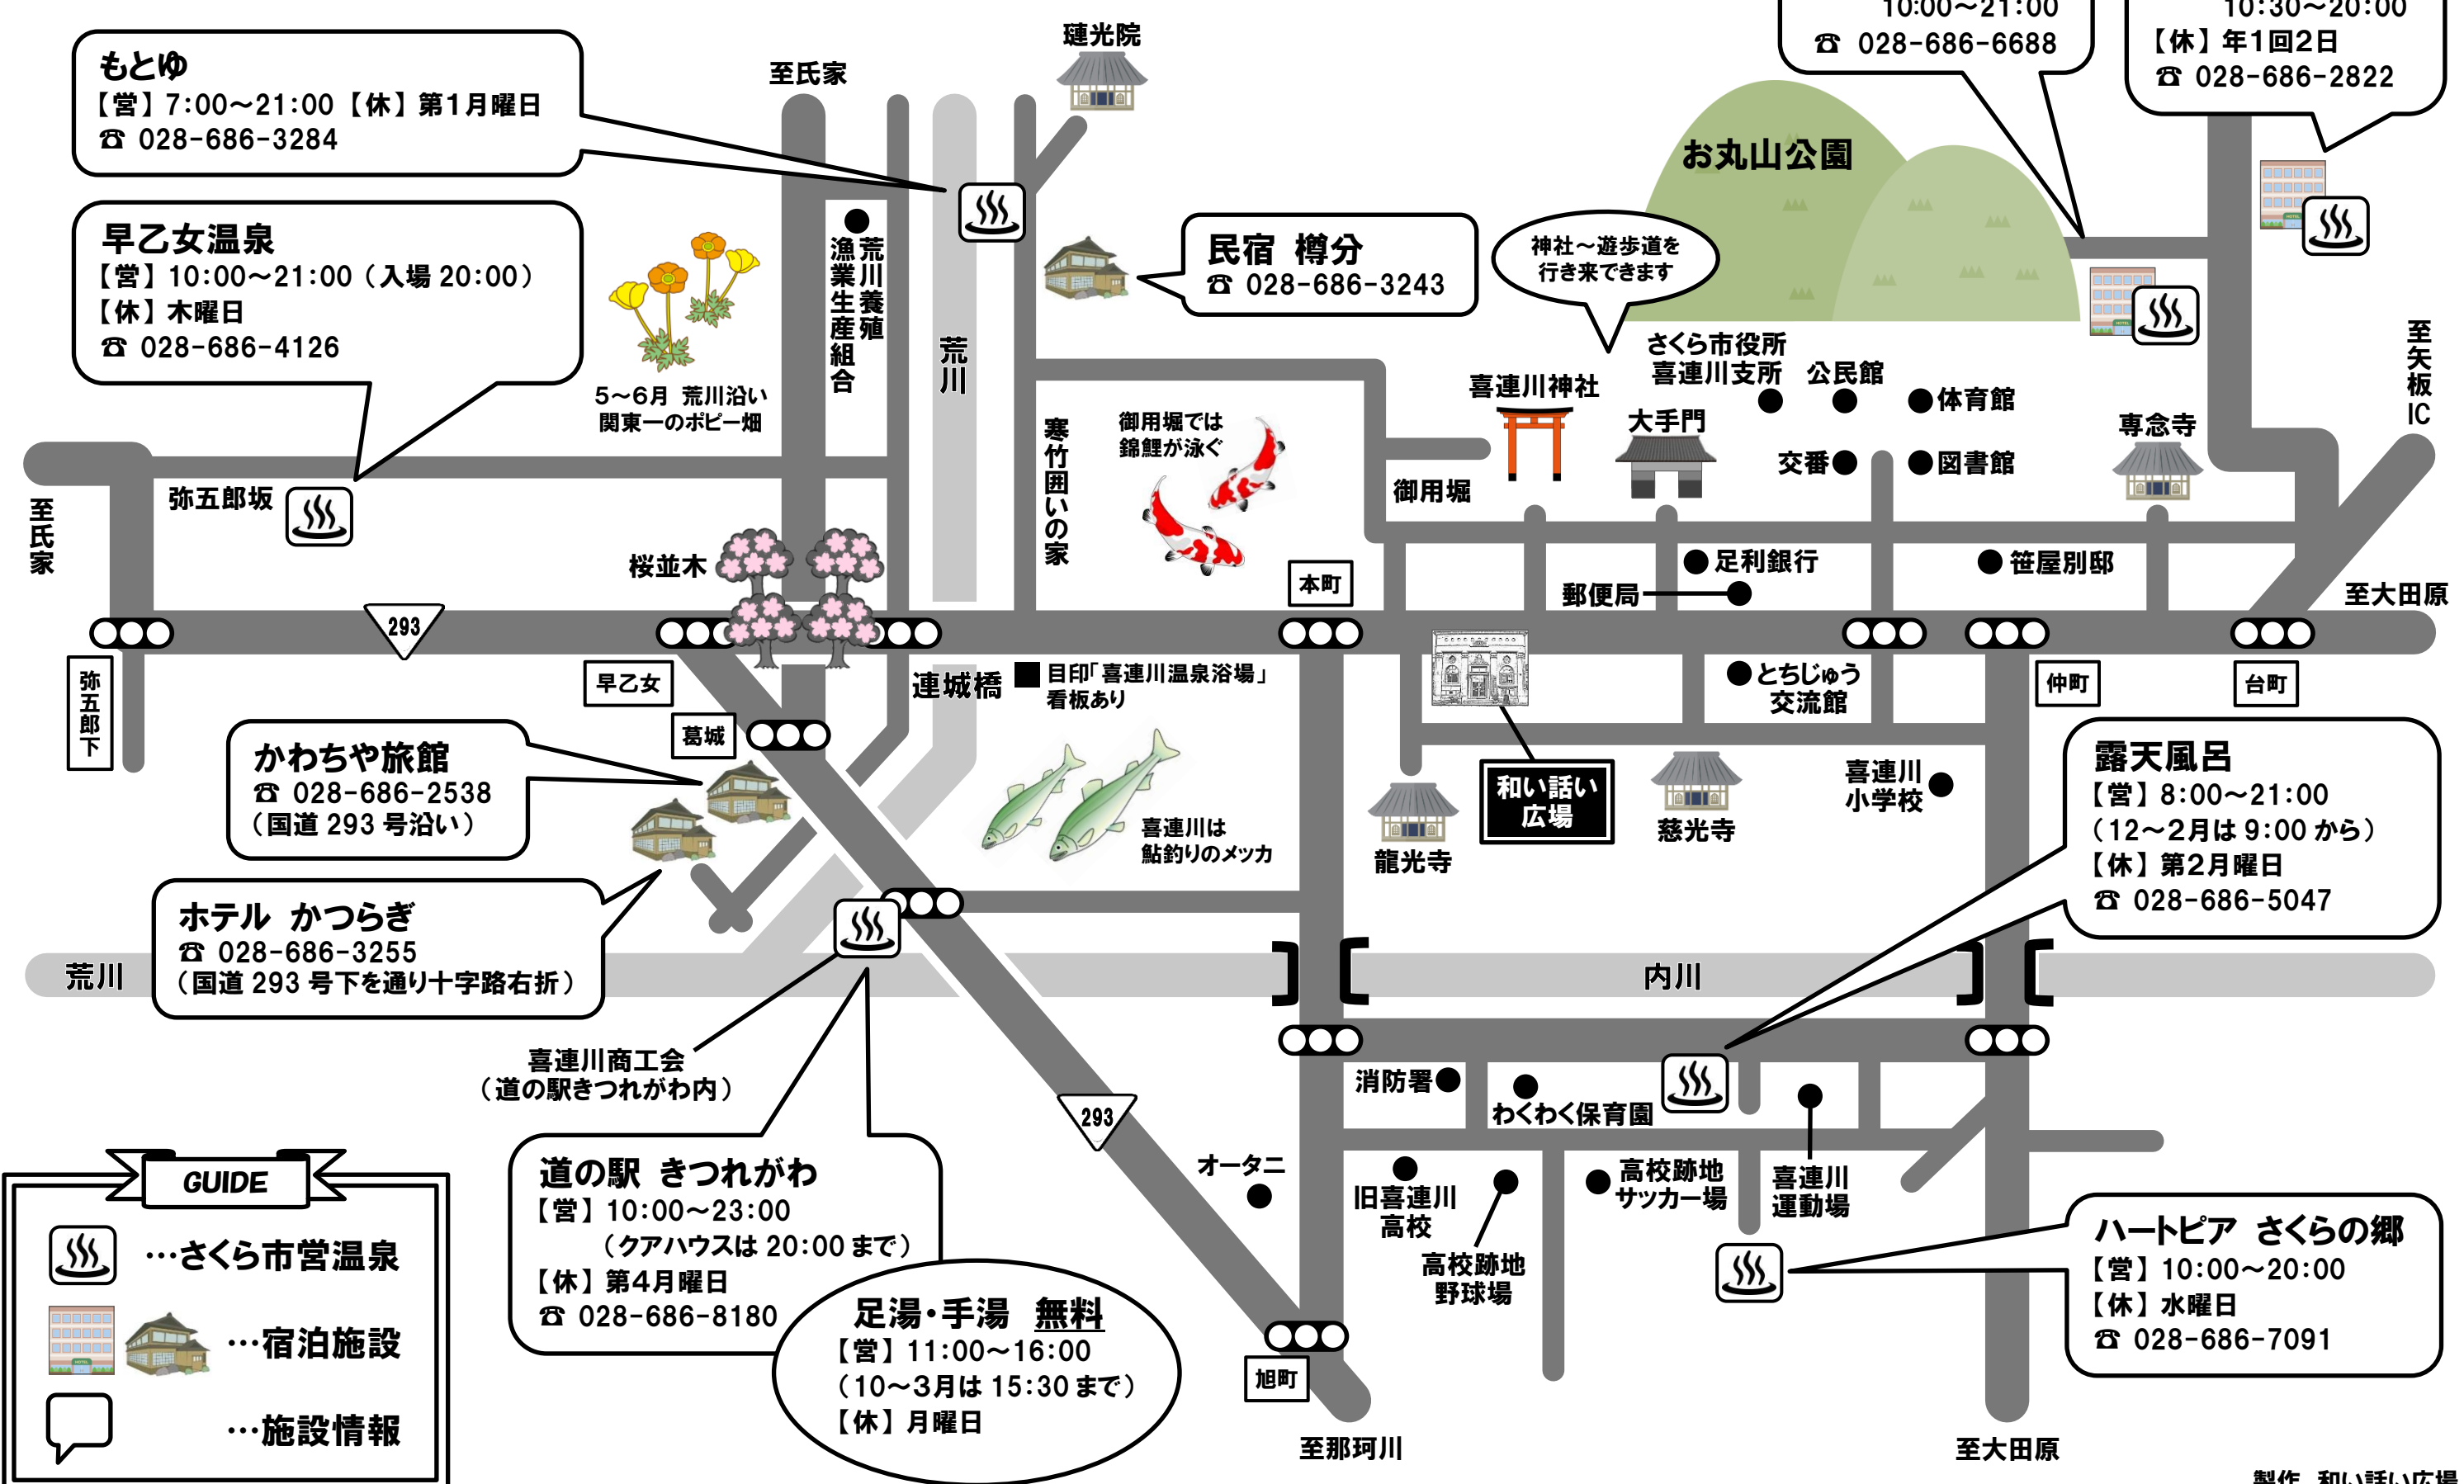 10:00～21:00
☎ 028-686-6688
10:30～20:00
【休】年1回2日
☎ 028-686-2822
もとゆ
【営】7:00～21:00【休】第1月曜日
☎ 028-686-3284
早乙女温泉
【営】10:00～21:00（入場 20:00）
【休】木曜日
☎ 028-686-4126
至氏家
璉光院
荒川養殖
漁業生産組合
5～6月 荒川沿い
関東一のポピー畑
荒川
民宿 樽分
☎ 028-686-3243
神社～遊歩道を
行き来できます
お丸山公園
至矢板IC
さくら市役所
喜連川支所
公民館
体育館
喜連川神社
大手門
交番
図書館
専念寺
御用堀では
錦鯉が泳ぐ
寒竹囲いの家
御用堀
至氏家
弥五郎坂
桜並木
本町
足利銀行
郵便局
笹屋別邸
至大田原
293
弥五郎下
早乙女
葛城
連城橋
目印「喜連川温泉浴場」
看板あり
とちじゅう
交流館
仲町
台町
かわちや旅館
☎ 028-686-2538
（国道 293 号沿い）
喜連川は
鮎釣りのメッカ
龍光寺
和い話い
広場
慈光寺
喜連川
小学校
露天風呂
【営】8:00～21:00
（12～2月は 9:00 から）
【休】第2月曜日
☎ 028-686-5047
ホテル かつらぎ
☎ 028-686-3255
（国道 293 号下を通り十字路右折）
荒川
内川
喜連川商工会
（道の駅きつれがわ内）
293
消防署
わくわく保育園
オータニ
旧喜連川
高校
高校跡地
野球場
高校跡地
サッカー場
喜連川
運動場
道の駅 きつれがわ
【営】10:00～23:00
（クアハウスは 20:00 まで）
【休】第4月曜日
☎ 028-686-8180
足湯・手湯 無料
【営】11:00～16:00
（10～3月は 15:30 まで）
【休】月曜日
ハートピア さくらの郷
【営】10:00～20:00
【休】水曜日
☎ 028-686-7091
旭町
至那珂川
至大田原
GUIDE
…さくら市営温泉
HOTEL
…宿泊施設
…施設情報
製作 和い話い広場